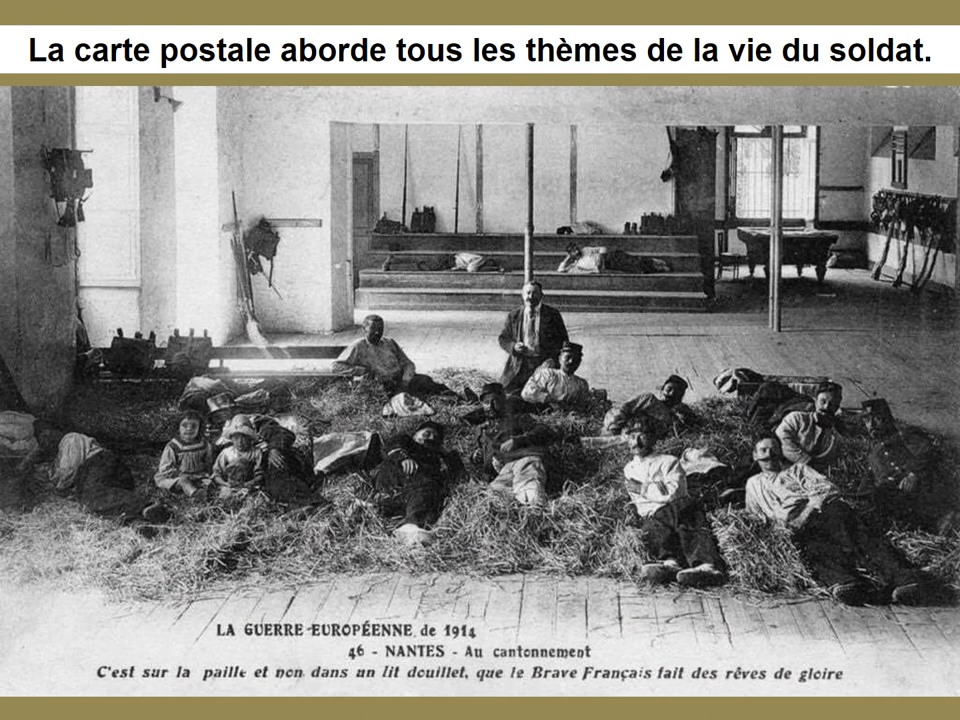 La carte postale aborde tous les thèmes de la vie du soldat.
LA GUERRE EUROPÉENNE de 1914
46 - NANTES - Au cantonnement
C'est sur la paille et non dans un lit douillet, que le Brave Français fait des rêves de gloire